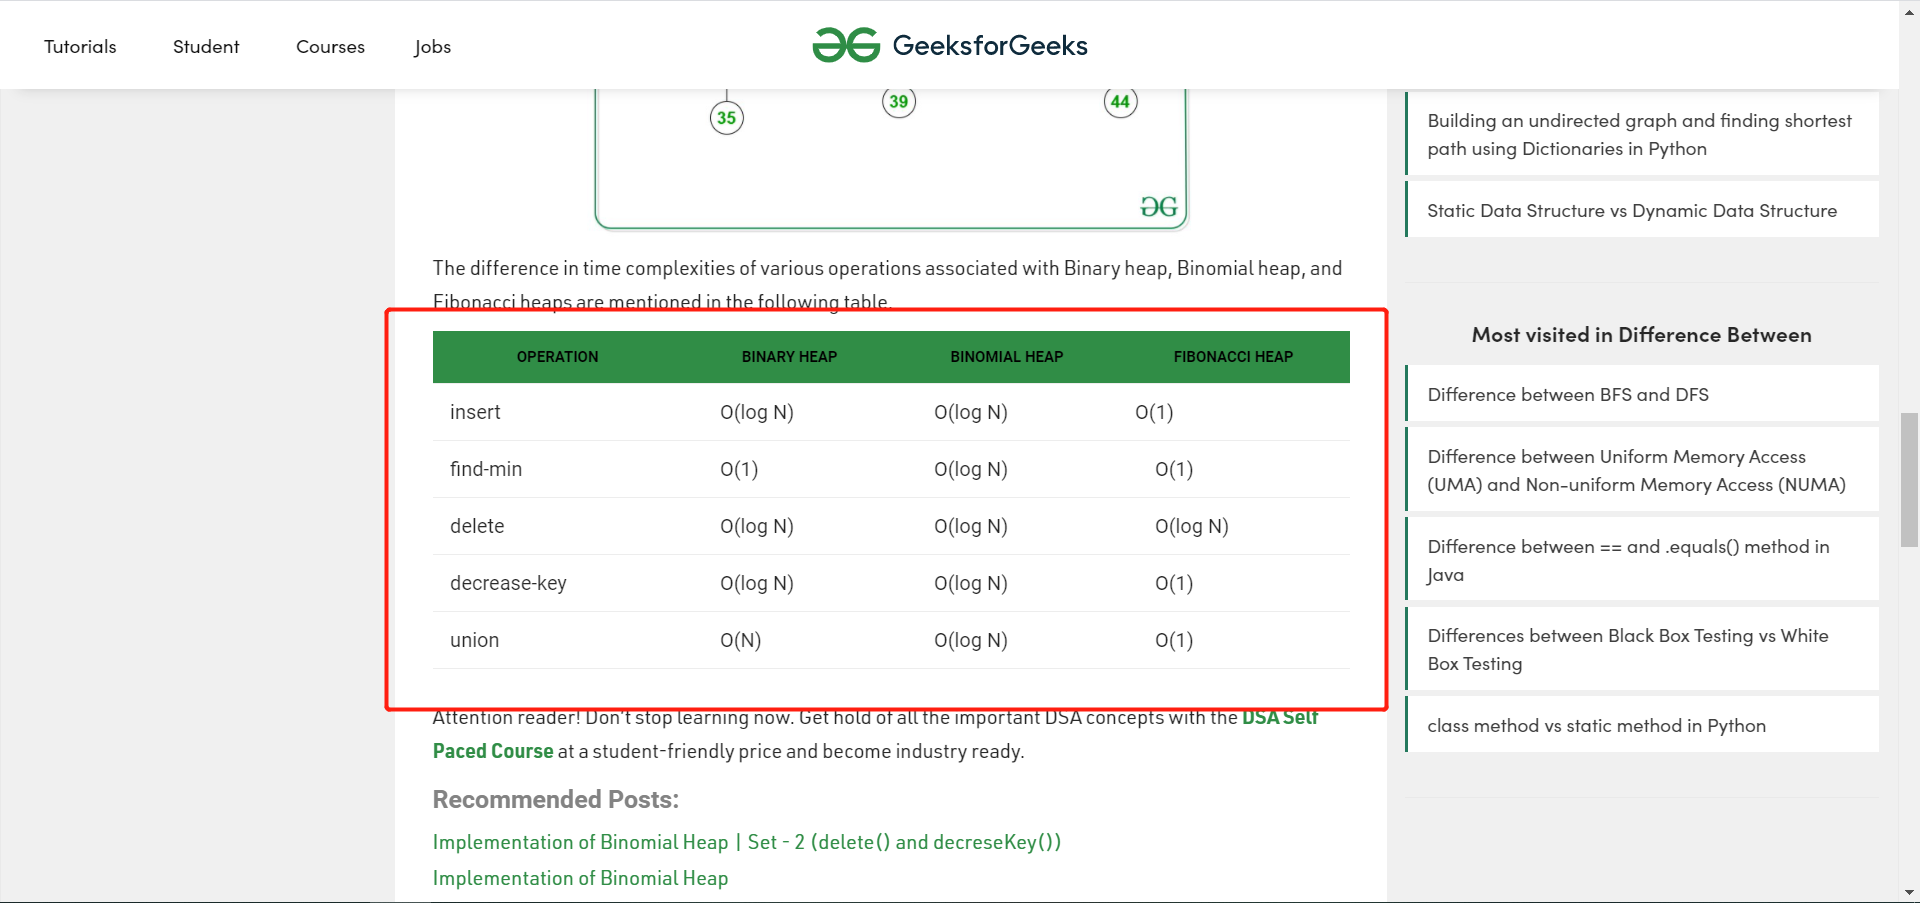 Tutorials Student Courses Jobs GeeksforGeeks
35 39 44
The difference in time complexities of various operations associated with Binary heap, Binomial heap, and
Fibonacci heaps are mentioned in the following table.
OPERATION BINARY HEAP BINOMIAL HEAP FIBONACCI HEAP
insert O(log N) O(log N) O(1)
find-min O(1) O(log N) O(1)
delete O(log N) O(log N) O(log N)
decrease-key O(log N) O(log N) O(1)
union O(N) O(log N) O(1)
Attention reader! Don't stop learning now. Get hold of all the important DSA concepts with the DSA Self
Paced Course at a student-friendly price and become industry ready.
Recommended Posts:
Implementation of Binomial Heap | Set - 2 (delete() and decreseKey())
Implementation of Binomial Heap
Building an undirected graph and finding shortest
path using Dictionaries in Python
Static Data Structure vs Dynamic Data Structure
Most visited in Difference Between
Difference between BFS and DFS
Difference between Uniform Memory Access
(UMA) and Non-uniform Memory Access (NUMA)
Difference between == and .equals() method in
Java
Differences between Black Box Testing vs White
Box Testing
class method vs static method in Python